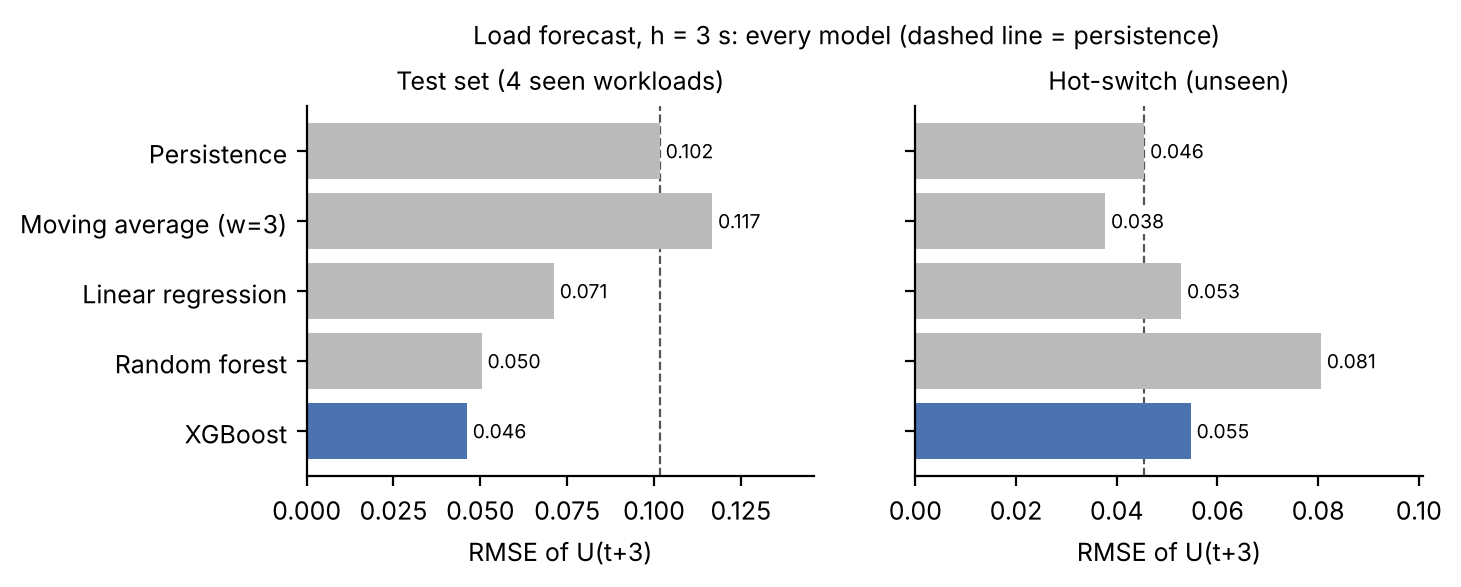 Load forecast, h = 3 s: every model (dashed line = persistence)
Test set (4 seen workloads)
Persistence
0.102
Moving average (w=3)
0.117
Linear regression
0.071
Random forest
0.050
XGBoost
0.046
0.000 0.025 0.050 0.075 0.100 0.125
RMSE of U(t+3)
Hot-switch (unseen)
0.046
0.038
0.053
0.081
0.055
0.00 0.02 0.04 0.06 0.08 0.10
RMSE of U(t+3)